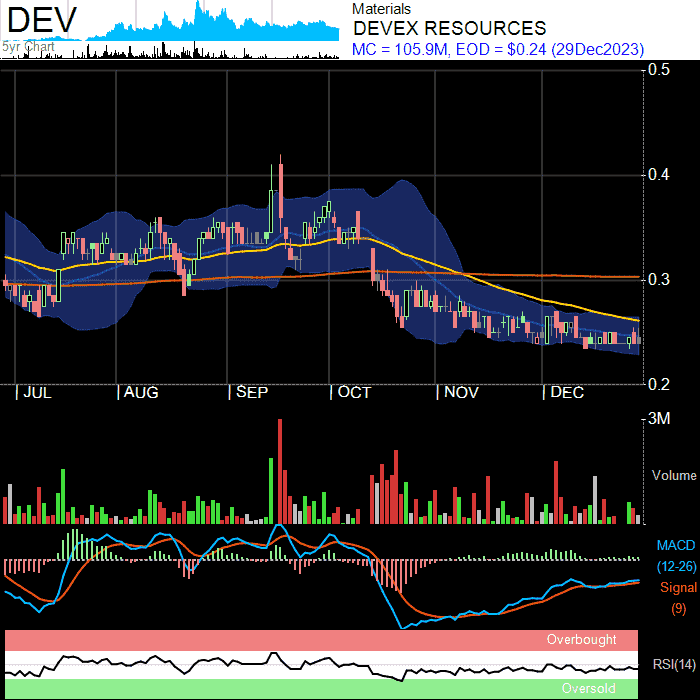 DEV
5yr Chart
Materials
DEVEX RESOURCES
MC = 105.9M, EOD = $0.24 (29Dec2023)
0.5
0.4
0.3
0.2
JUL AUG SEP OCT NOV DEC
3M
Volume
MACD
(12-26)
Signal
(9)
Overbought
RSI(14)
Oversold